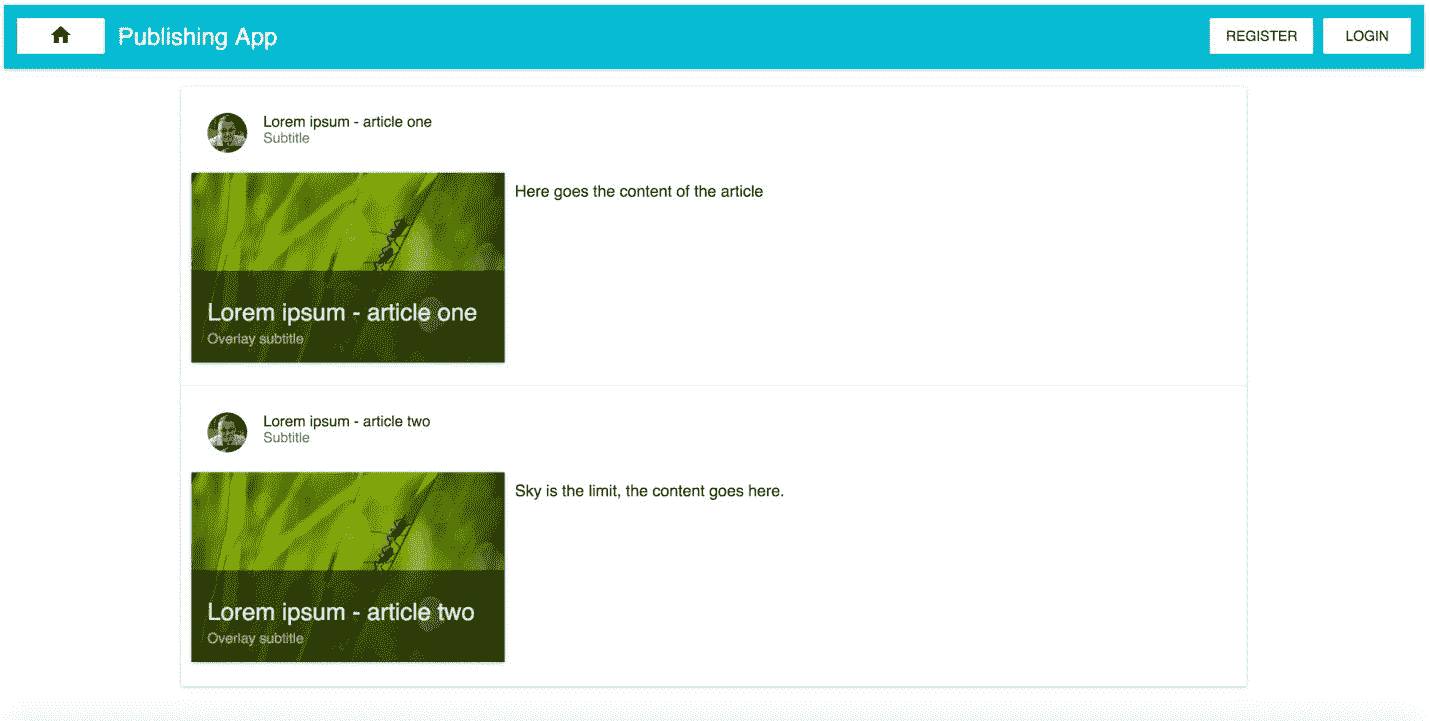 Publishing App
REGISTER
LOGIN
Lorem ipsum - article one
Subtitle
Here goes the content of the article
Lorem ipsum - article one
Overlay subtitle
Lorem ipsum - article two
Subtitle
Sky is the limit, the content goes here.
Lorem ipsum - article two
Overlay subtitle